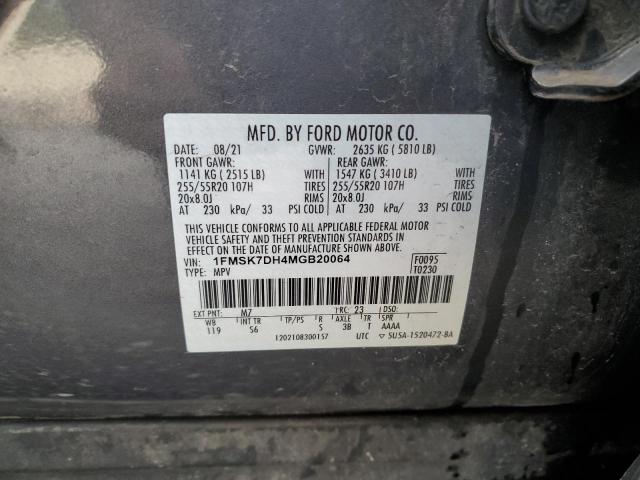 MFD. BY FORD MOTOR CO.
DATE: 08/21 GVWR: 2635 KG ( 5810 LB)
FRONT GAWR: REAR GAWR:
1141 KG ( 2515 LB) WITH 1547 KG ( 3410 LB) WITH
255/55R20 107H TIRES 255/55R20 107H TIRES
20x8.0J RIMS 20x8.0J RIMS
AT 230 kPa/ 33 PSI COLD AT 230 kPa/ 33 PSI COLD
THIS VEHICLE CONFORMS TO ALL APPLICABLE FEDERAL MOTOR
VEHICLE SAFETY AND THEFT PREVENTION STANDARDS IN
EFFECT ON THE DATE OF MANUFACTURE SHOWN ABOVE.
VIN: 1FMSK7DH4MGB20064 F0095
TYPE: MPV T0230
EXT PNT: M7 RC: 23 DSO:
WB INT TR TP/PS R AXLE TR SPR
119 S6 S 3B T AAAA
1202108300157 UTC ▽ 5U5A-1520472-BA